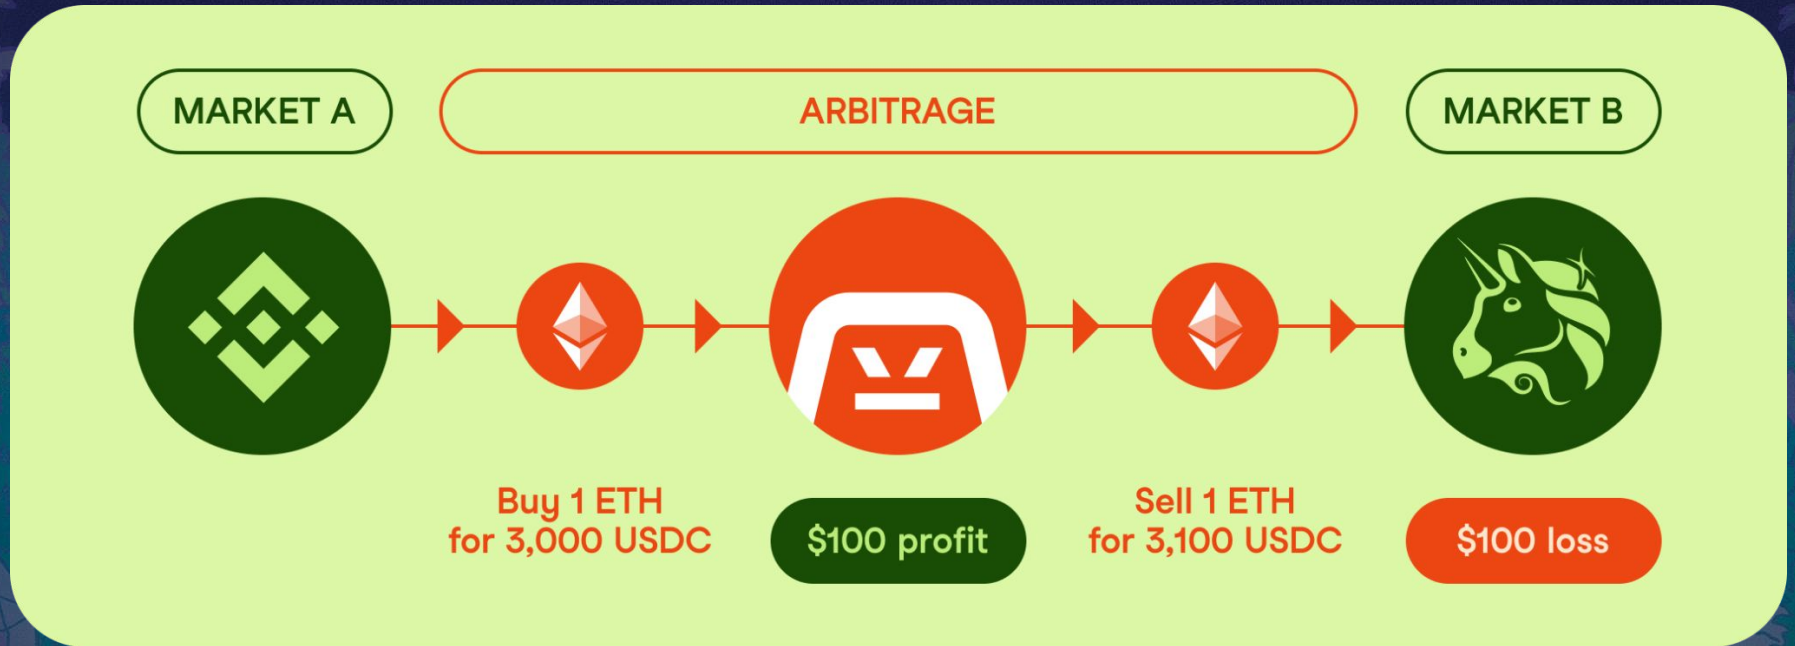 MARKET A
ARBITRAGE
MARKET B
Buy 1 ETH
for 3,000 USDC
$100 profit
Sell 1 ETH
for 3,100 USDC
$100 loss